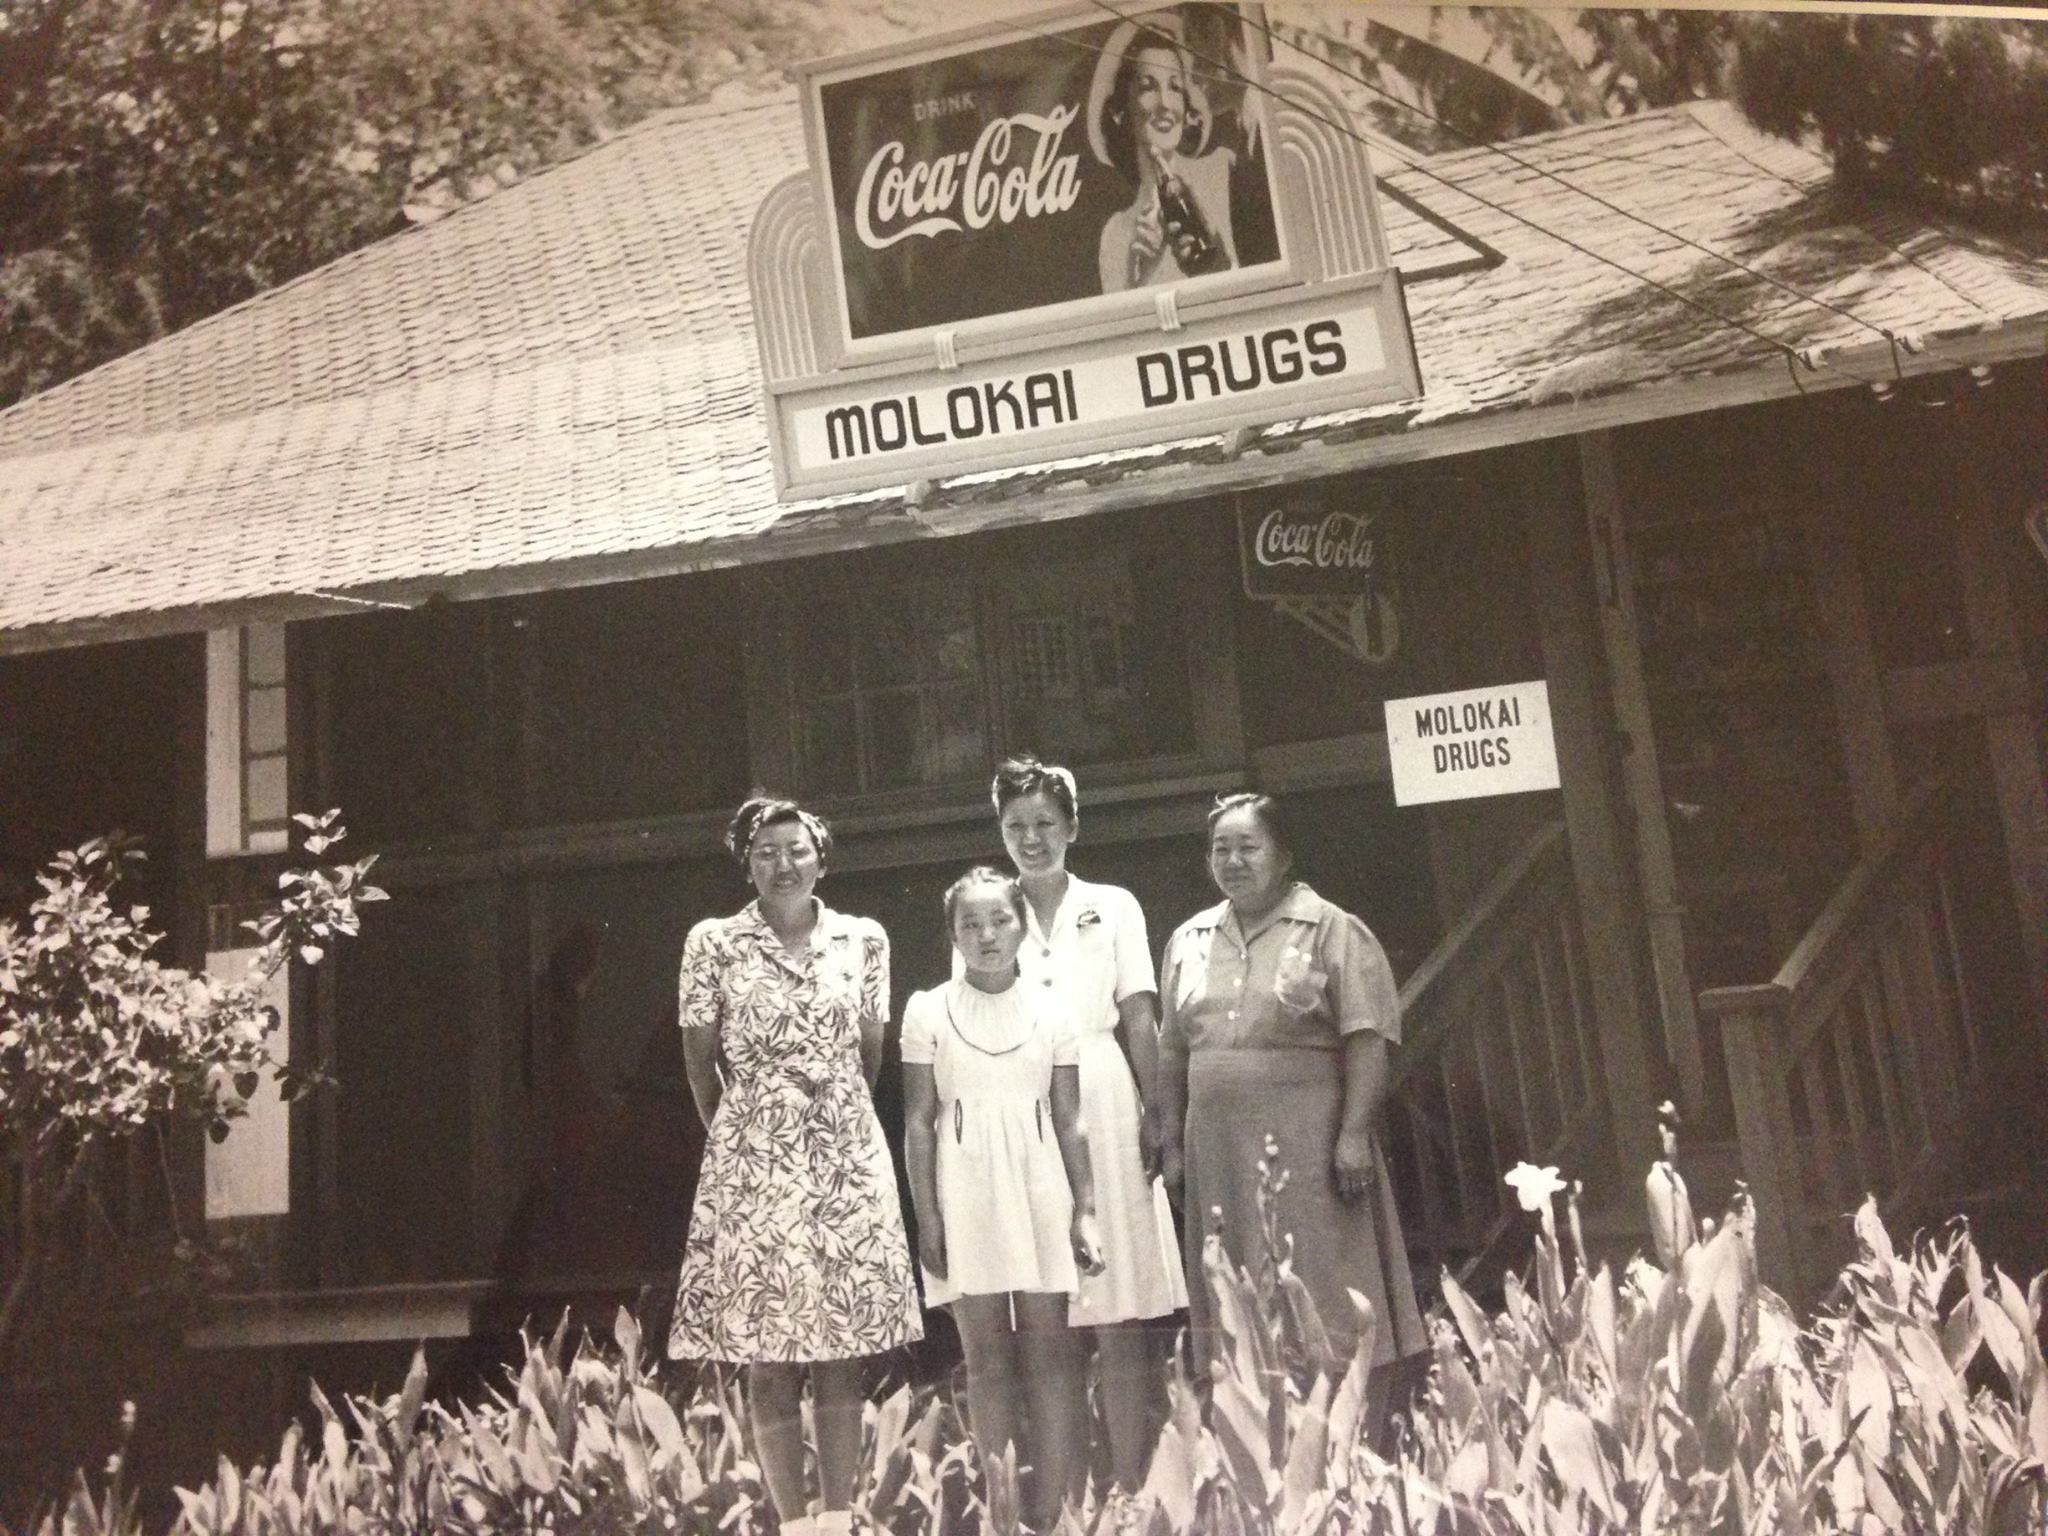 DRINK
Coca-Cola
MOLOKAI DRUGS
Coca-Cola
MOLOKAI
DRUGS